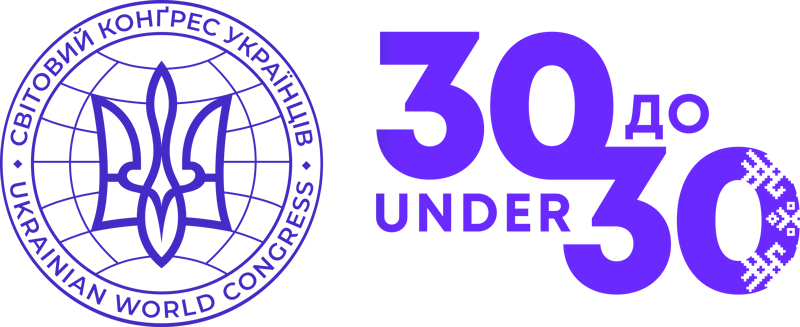 СВІТОВИЙ КОНҐРЕС УКРАЇНЦІВ
UKRAINIAN WORLD CONGRESS
30 ДО
UNDER 30